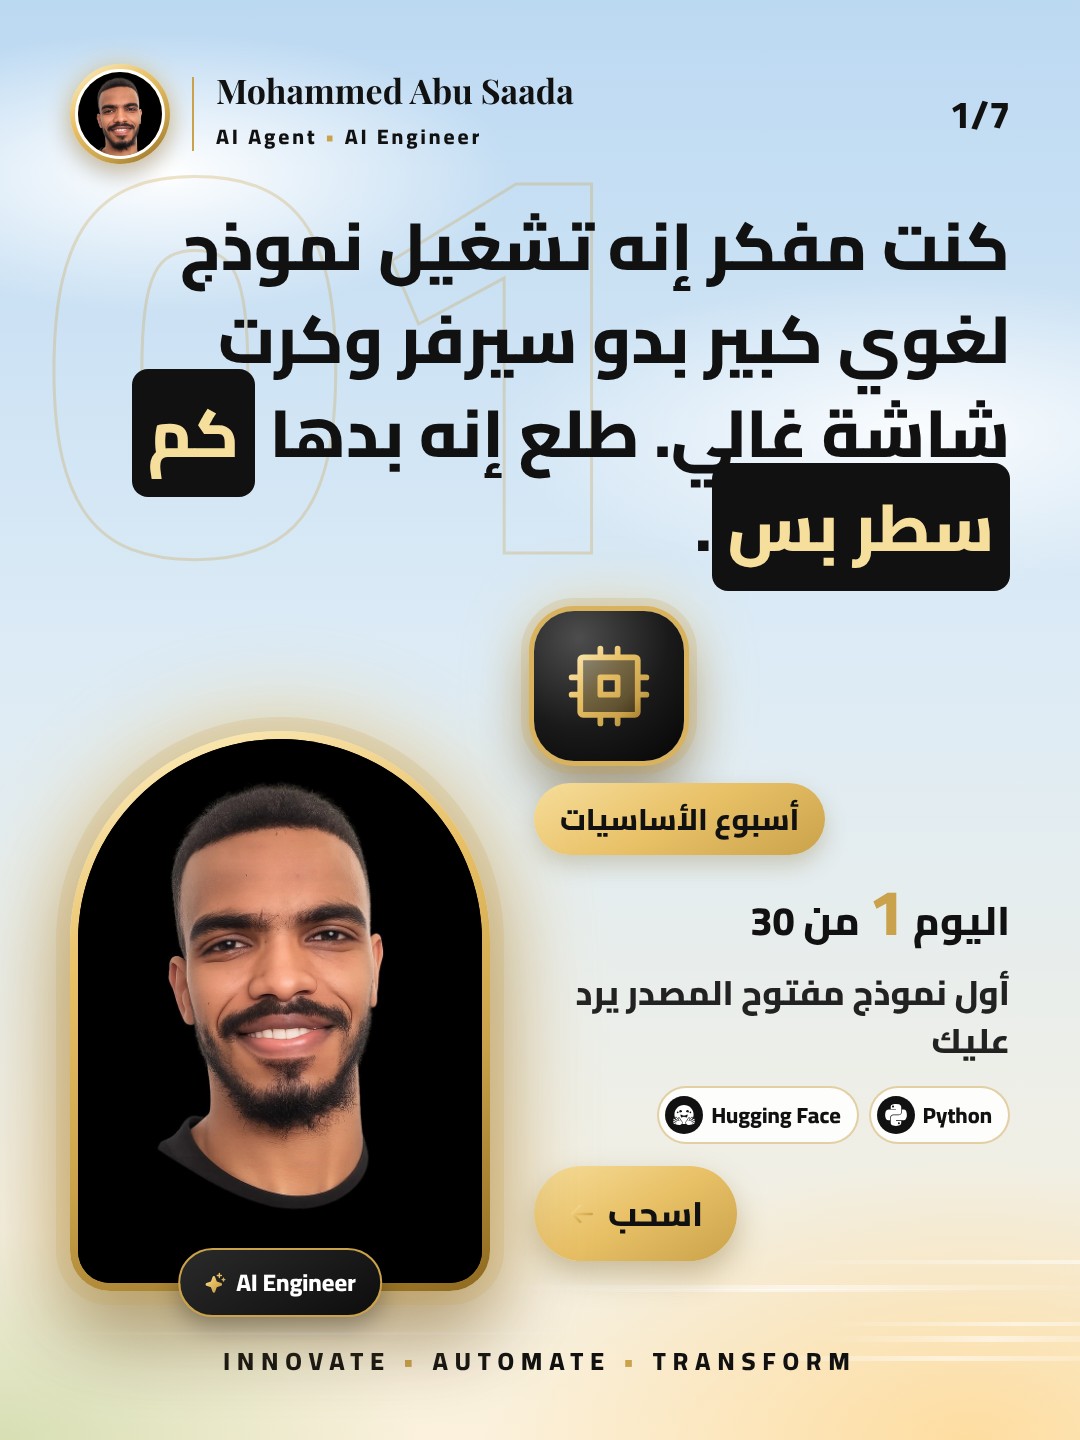 Mohammed Abu Saada
AI Agent ▪ AI Engineer
1/7
01
كنت مفكر إنه تشغيل نموذج
لغوي كبير بدو سيرفر وكرت
شاشة غالي. طلع إنه بدها كم
سطر بس.
أسبوع الأساسيات
اليوم 1 من 30
أول نموذج مفتوح المصدر يرد
عليك
Python
Hugging Face
اسحب ←
AI Engineer
INNOVATE ▪ AUTOMATE ▪ TRANSFORM